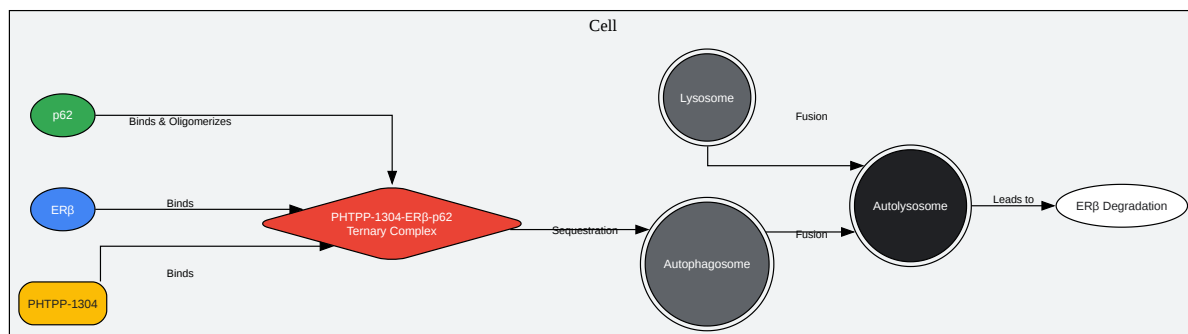 Cell
p62
Binds & Oligomerizes
ERβ
Binds
PHTPP-1304
Binds
PHTPP-1304-ERβ-p62
Ternary Complex
Sequestration
Lysosome
Fusion
Autophagosome
Fusion
Autolysosome
Leads to
ERβ Degradation